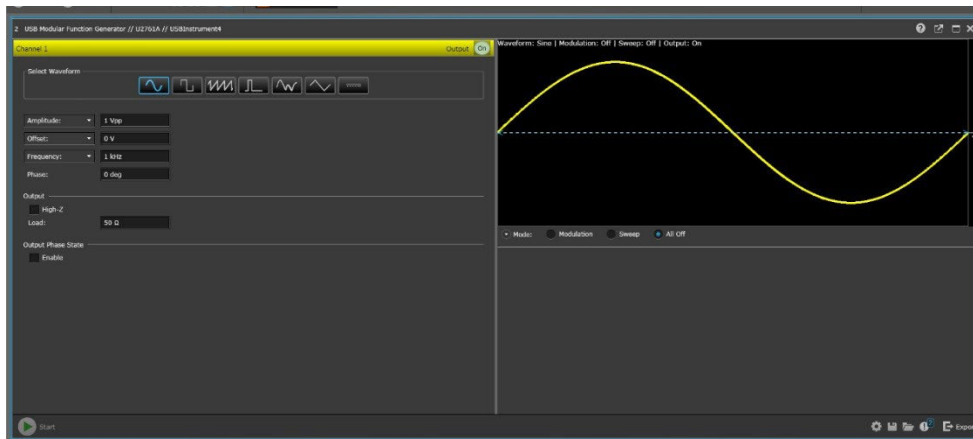 2 USB Modular Function Generator // U2761A // USBInstrument4
Channel 1
Output On
Select Waveform
Amplitude: 1 Vpp
Offset: 0 V
Frequency: 1 kHz
Phase: 0 deg
Output
High-Z
Load: 50 Ω
Output Phase State
Enable
Waveform: Sine | Modulation: Off | Sweep: Off | Output: On
Mode: Modulation Sweep All Off
Start
Expor